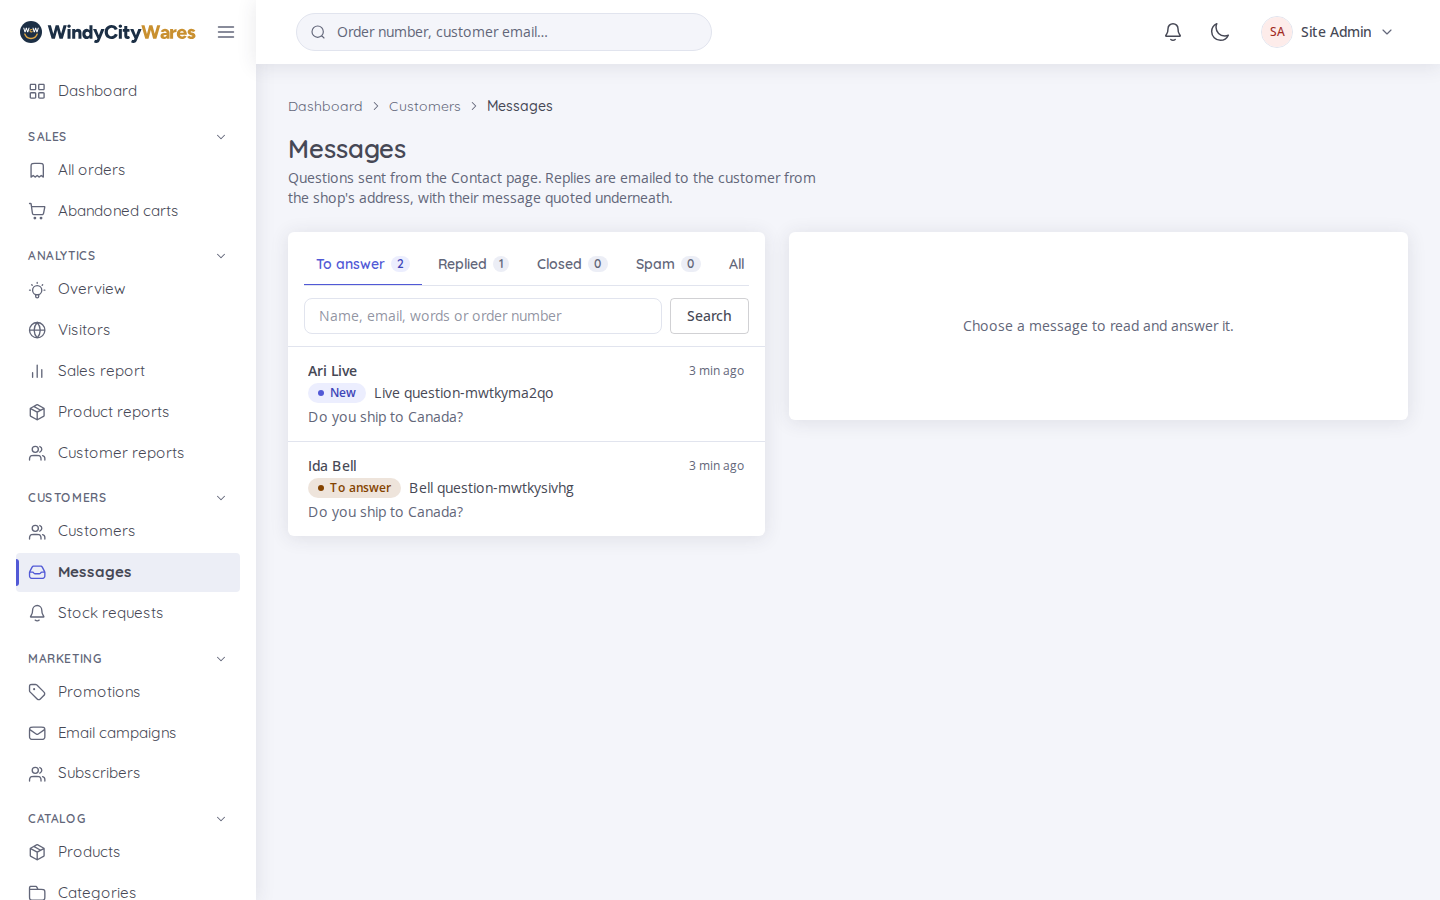 WindyCityWares
Order number, customer email...
SA
Site Admin
Dashboard
SALES
All orders
Abandoned carts
ANALYTICS
Overview
Visitors
Sales report
Product reports
Customer reports
CUSTOMERS
Customers
Messages
Stock requests
MARKETING
Promotions
Email campaigns
Subscribers
CATALOG
Products
Categories
Dashboard > Customers > Messages
Messages
Questions sent from the Contact page. Replies are emailed to the customer from
the shop's address, with their message quoted underneath.
To answer 2 Replied 1 Closed 0 Spam 0 All
Name, email, words or order number Search
Ari Live 3 min ago
New Live question-mwtkyma2qo
Do you ship to Canada?
Ida Bell 3 min ago
To answer Bell question-mwtkysivhg
Do you ship to Canada?
Choose a message to read and answer it.